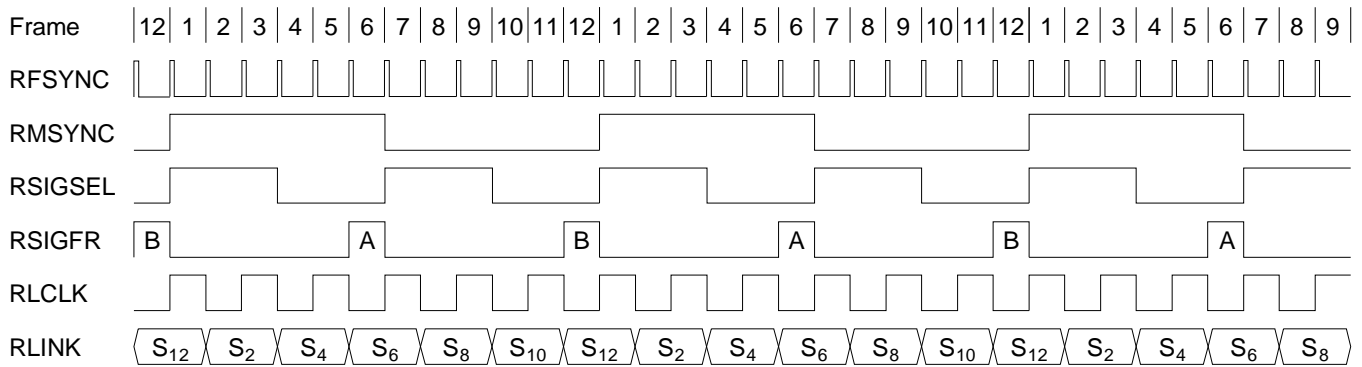 Frame 12 1 2 3 4 5 6 7 8 9 10 11 12 1 2 3 4 5 6 7 8 9 10 11 12 1 2 3 4 5 6 7 8 9
RFSYNC
RMSYNC
RSIGSEL
RSIGFR B A B A B A
RLCLK
RLINK S12 S2 S4 S6 S8 S10 S12 S2 S4 S6 S8 S10 S12 S2 S4 S6 S8